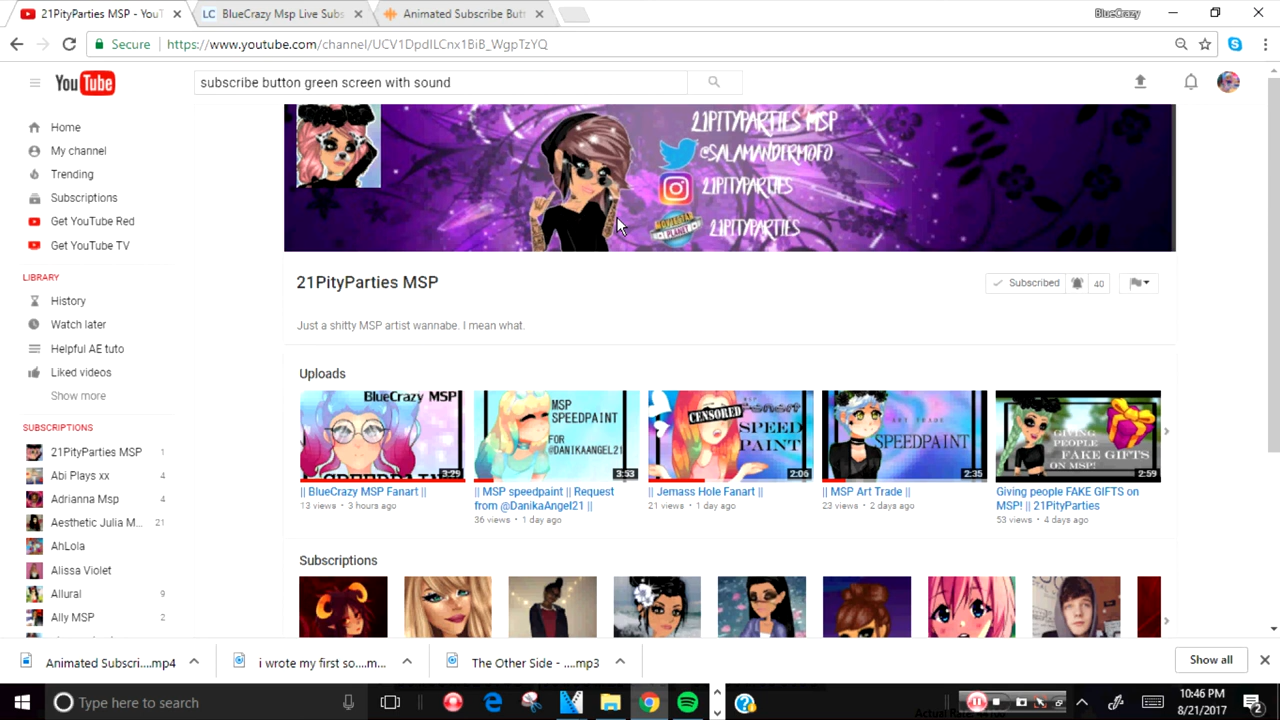 21PityParties MSP - You
BlueCrazy Msp Live Subs
Animated Subscribe But
BlueCrazy
Secure
https://www.youtube.com/channel/UCV1DpdILCnx1BiB_WgpTzYQ
YouTube
subscribe button green screen with sound
Home
My channel
Trending
Subscriptions
Get YouTube Red
Get YouTube TV
LIBRARY
History
Watch later
Helpful AE tuto
Liked videos
Show more
SUBSCRIPTIONS
21PityParties MSP 1
Abi Plays xx 4
Adrianna Msp 4
Aesthetic Julia M... 21
AhLola
Alissa Violet
Allural 9
Ally MSP 2
21PITYPARTIES MSP
@SALAMANDERMOFO
21PITYPARTIES
MOVIESTAR PLANET
21PITYPARTIES
21PityParties MSP
Subscribed 40
Just a shitty MSP artist wannabe. I mean what.
Uploads
BlueCrazy MSP
3:29
|| BlueCrazy MSP Fanart ||
13 views • 3 hours ago
MSP
SPEEDPAINT
FOR
@DANIKAANGEL21
3:53
|| MSP speedpaint || Request
from @DanikaAngel21 ||
36 views • 1 day ago
CENSORED
SPEED
PAINT
2:06
|| Jemass Hole Fanart ||
21 views • 1 day ago
ART TRADE
SPEEDPAINT
2:35
|| MSP Art Trade ||
23 views • 2 days ago
GIVING
PEOPLE
FAKE GIFTS
ON MSP!
2:59
Giving people FAKE GIFTS on
MSP! || 21PityParties
53 views • 4 days ago
Subscriptions
Animated Subscri....mp4
i wrote my first so....m...
The Other Side - ....mp3
Show all
Type here to search
10:46 PM
8/21/2017
2